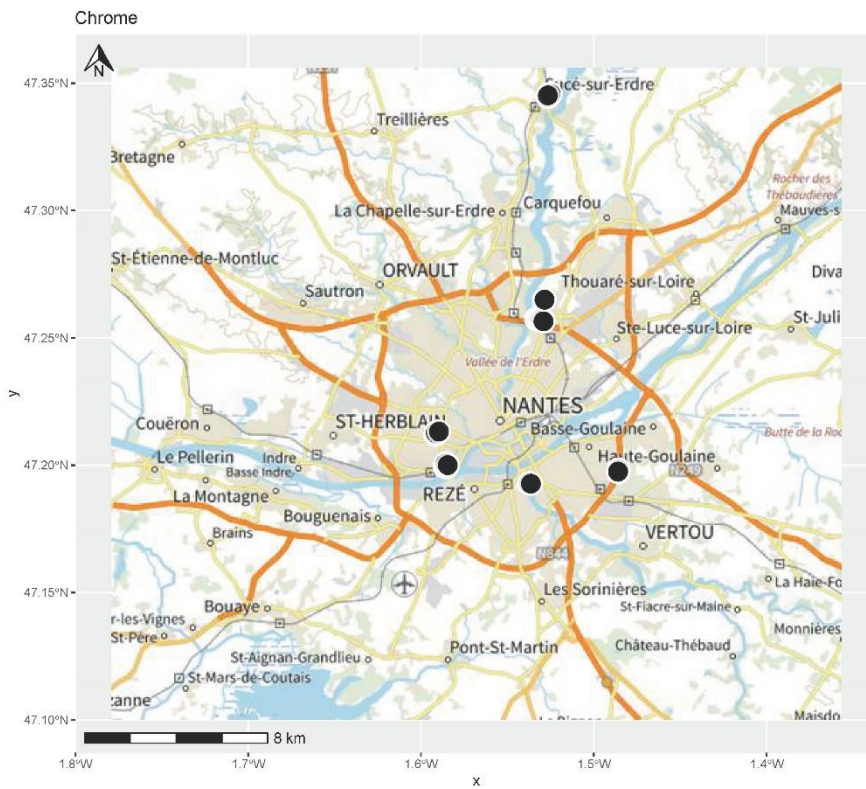 Chrome
N
47.35°N
Sucé-sur-Erdre
Treillières
Bretagne
Rocher des
Thébaudières
47.30°N
La Chapelle-sur-Erdre
Carquefou
Mauves-s
St-Étienne-de-Montluc
ORVAULT
Thouaré-sur-Loire
Diva
Sautron
St-Juli
47.25°N
Ste-Luce-sur-Loire
Vallée de l'Erdre
NANTES
y
Couëron
ST-HERBLAIN
Basse-Goulaine
Butte de la Roc
Le Pellerin
Indre
Haute-Goulaine
47.20°N
Basse Indre
N249
La Montagne
REZÉ
Bouguenais
Brains
VERTOU
N844
47.15°N
La Haie-Fo
Les Sorinières
Bouaye
St-Fiacre-sur-Maine
r-les-Vignes
St-Père
Monnières
Pont-St-Martin
Château-Thébaud
St-Aignan-Grandlieu
St-Mars-de-Coutais
zanne
Maisdo
47.10°N
8 km
1.8°W
1.7°W
1.6°W
1.5°W
1.4°W
x